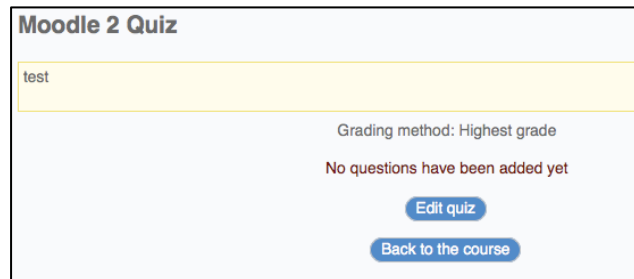 Moodle 2 Quiz
test
Grading method: Highest grade
No questions have been added yet
Edit quiz
Back to the course